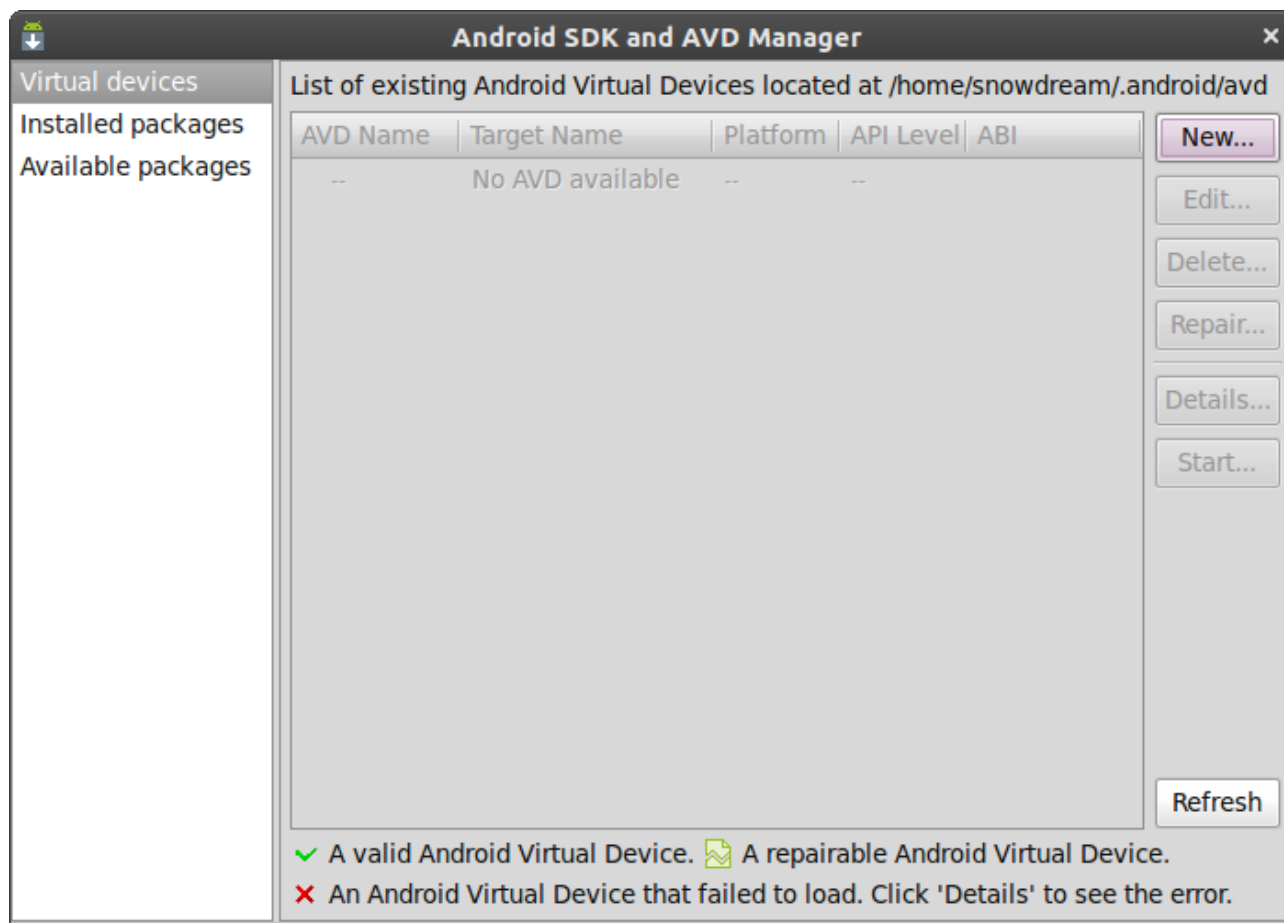 Android SDK and AVD Manager
Virtual devices
Installed packages
Available packages
List of existing Android Virtual Devices located at /home/snowdream/.android/avd
AVD Name Target Name Platform API Level ABI
-- No AVD available -- --
New...
Edit...
Delete...
Repair...
Details...
Start...
Refresh
A valid Android Virtual Device. A repairable Android Virtual Device.
An Android Virtual Device that failed to load. Click 'Details' to see the error.